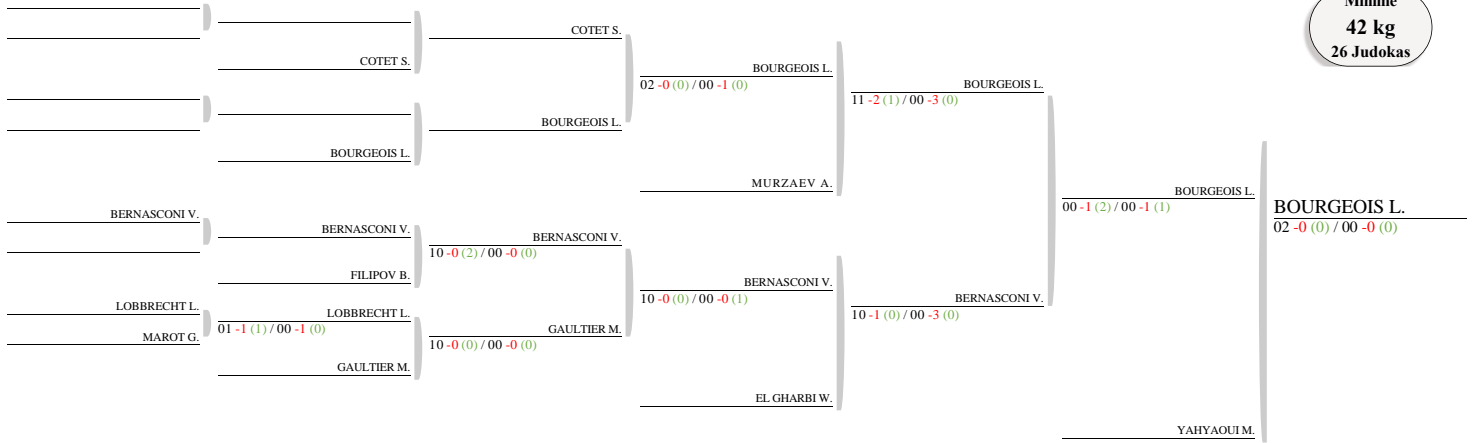 Minime
42 kg
26 Judokas
COTET S.
COTET S.
BOURGEOIS L.
02 -0 (0) / 00 -1 (0)
BOURGEOIS L.
11 -2 (1) / 00 -3 (0)
BOURGEOIS L.
BOURGEOIS L.
MURZAEV A.
BOURGEOIS L.
00 -1 (2) / 00 -1 (1)
BOURGEOIS L.
02 -0 (0) / 00 -0 (0)
BERNASCONI V.
BERNASCONI V.
BERNASCONI V.
10 -0 (2) / 00 -0 (0)
FILIPOV B.
BERNASCONI V.
10 -0 (0) / 00 -0 (1)
BERNASCONI V.
10 -1 (0) / 00 -3 (0)
LOBBRECHT L.
LOBBRECHT L.
01 -1 (1) / 00 -1 (0)
MAROT G.
GAULTIER M.
10 -0 (0) / 00 -0 (0)
GAULTIER M.
EL GHARBI W.
YAHYAOUI M.